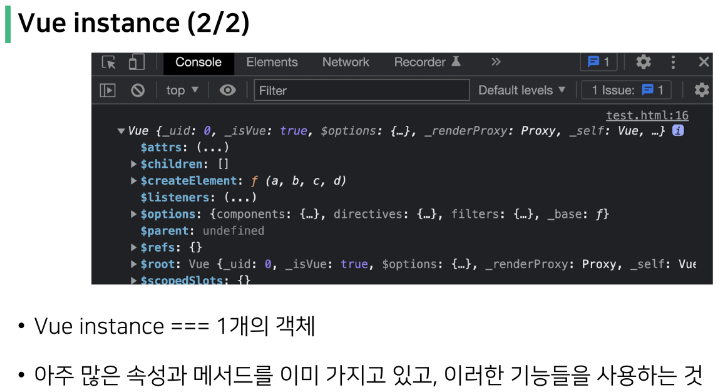 Vue instance (2/2)
Console Elements Network Recorder » 1
top ▼ Filter Default levels ▼ 1 Issue: 1
test.html:16
▼Vue {_uid: 0, _isVue: true, $options: {…}, _renderProxy: Proxy, _self: Vue, …} i
$attrs: (...)
▶$children: []
▶$createElement: ƒ (a, b, c, d)
$listeners: (...)
▶$options: {components: {…}, directives: {…}, filters: {…}, _base: ƒ}
$parent: undefined
▶$refs: {}
▶$root: Vue {_uid: 0, _isVue: true, $options: {…}, _renderProxy: Proxy, _self: Vue
▶$scopedSlots: {}
• Vue instance === 1개의 객체
• 아주 많은 속성과 메서드를 이미 가지고 있고, 이러한 기능들을 사용하는 것